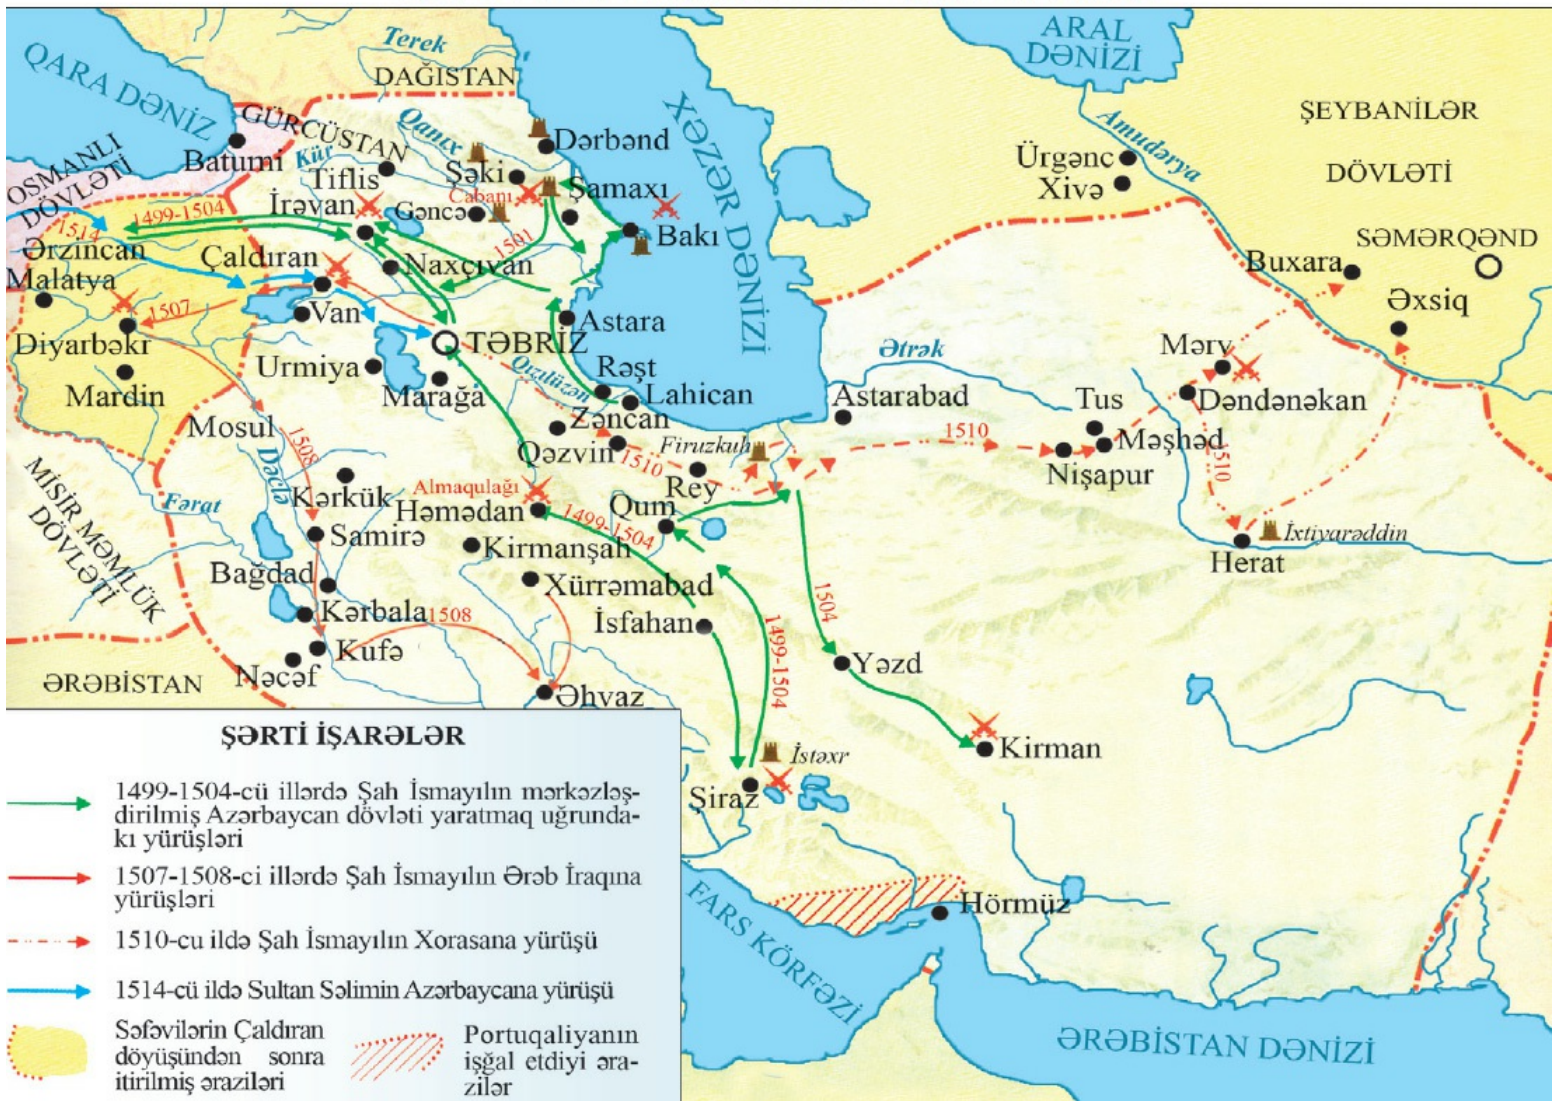 QARA DƏNİZ
Terek
DAĞISTAN
XƏZƏR DƏNİZİ
ARAL
DƏNİZİ
Amudərya
ŞEYBANİLƏR
DÖVLƏTİ
SƏMƏRQƏND
OSMANLI
DÖVLƏTİ
GÜRCÜSTAN
Batumi
Qanıx
Kür
Dərbənd
Şəki
Tiflis
Cabanı
Şamaxı
İrəvan
Gəncə
Bakı
Ürgənc
Xivə
Buxara
Əxsiq
1499-1504
1514
1501
Ərzincan
Malatya
Çaldıran
Naxçıvan
1507
Van
Astara
TƏBRİZ
Diyarbəkr
Urmiya
Marağa
Mardin
Qızılüzən
Rəşt
Lahican
Zəncan
Qəzvin
1510
Firuzkuh
Rey
Astarabad
Ətrək
1510
Tus
Nişapur
Məşhəd
Mərv
Dəndənəkan
1510
Herat
İxtiyarəddin
Mosul
1508
Dəclə
Fərat
MİSİR MƏMLÜK
DÖVLƏTİ
Kərkük
Almaqulağı
Həmədan
1499-1504
Qum
Samirə
Kirmanşah
Bağdad
Xürrəmabad
Kərbala
1508
İsfahan
1504
1499-1504
Kufə
Nəcəf
Yəzd
ƏRƏBİSTAN
Əhvaz
Kirman
İstəxr
Şiraz
Hörmüz
FARS KÖRFƏZİ
ƏRƏBİSTAN DƏNİZİ
ŞƏRTİ İŞARƏLƏR
1499-1504-cü illərdə Şah İsmayılın mərkəzləş-
dirilmiş Azərbaycan dövləti yaratmaq uğrunda-
kı yürüşləri
1507-1508-ci illərdə Şah İsmayılın Ərəb İraqına
yürüşləri
1510-cu ildə Şah İsmayılın Xorasana yürüşü
1514-cü ildə Sultan Səlimin Azərbaycana yürüşü
Səfəvilərin Çaldıran
döyüşündən sonra
itirilmiş əraziləri
Portuqaliyanın
işğal etdiyi əra-
zilər